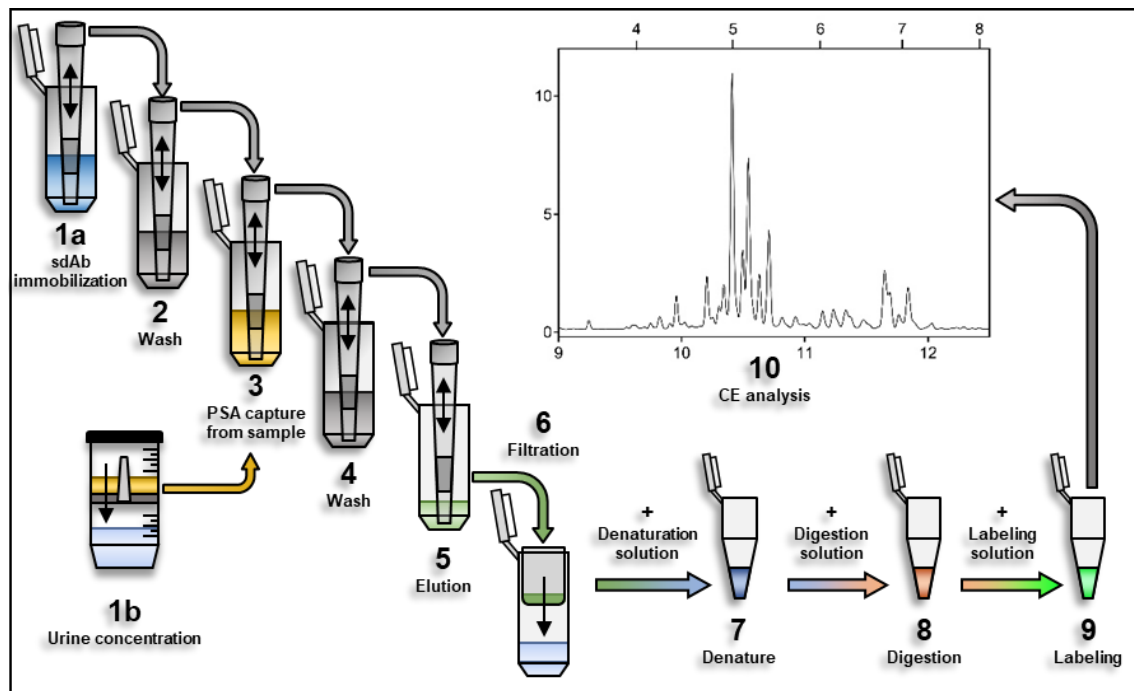 1a
sdAb
immobilization
2
Wash
3
PSA capture
from sample
4
Wash
1b
Urine concentration
5
Elution
6
Filtration
+
Denaturation
solution
7
Denature
+
Digestion
solution
8
Digestion
+
Labeling
solution
9
Labeling
4 5 6 7 8
10
5
0
9 10 11 12
10
CE analysis